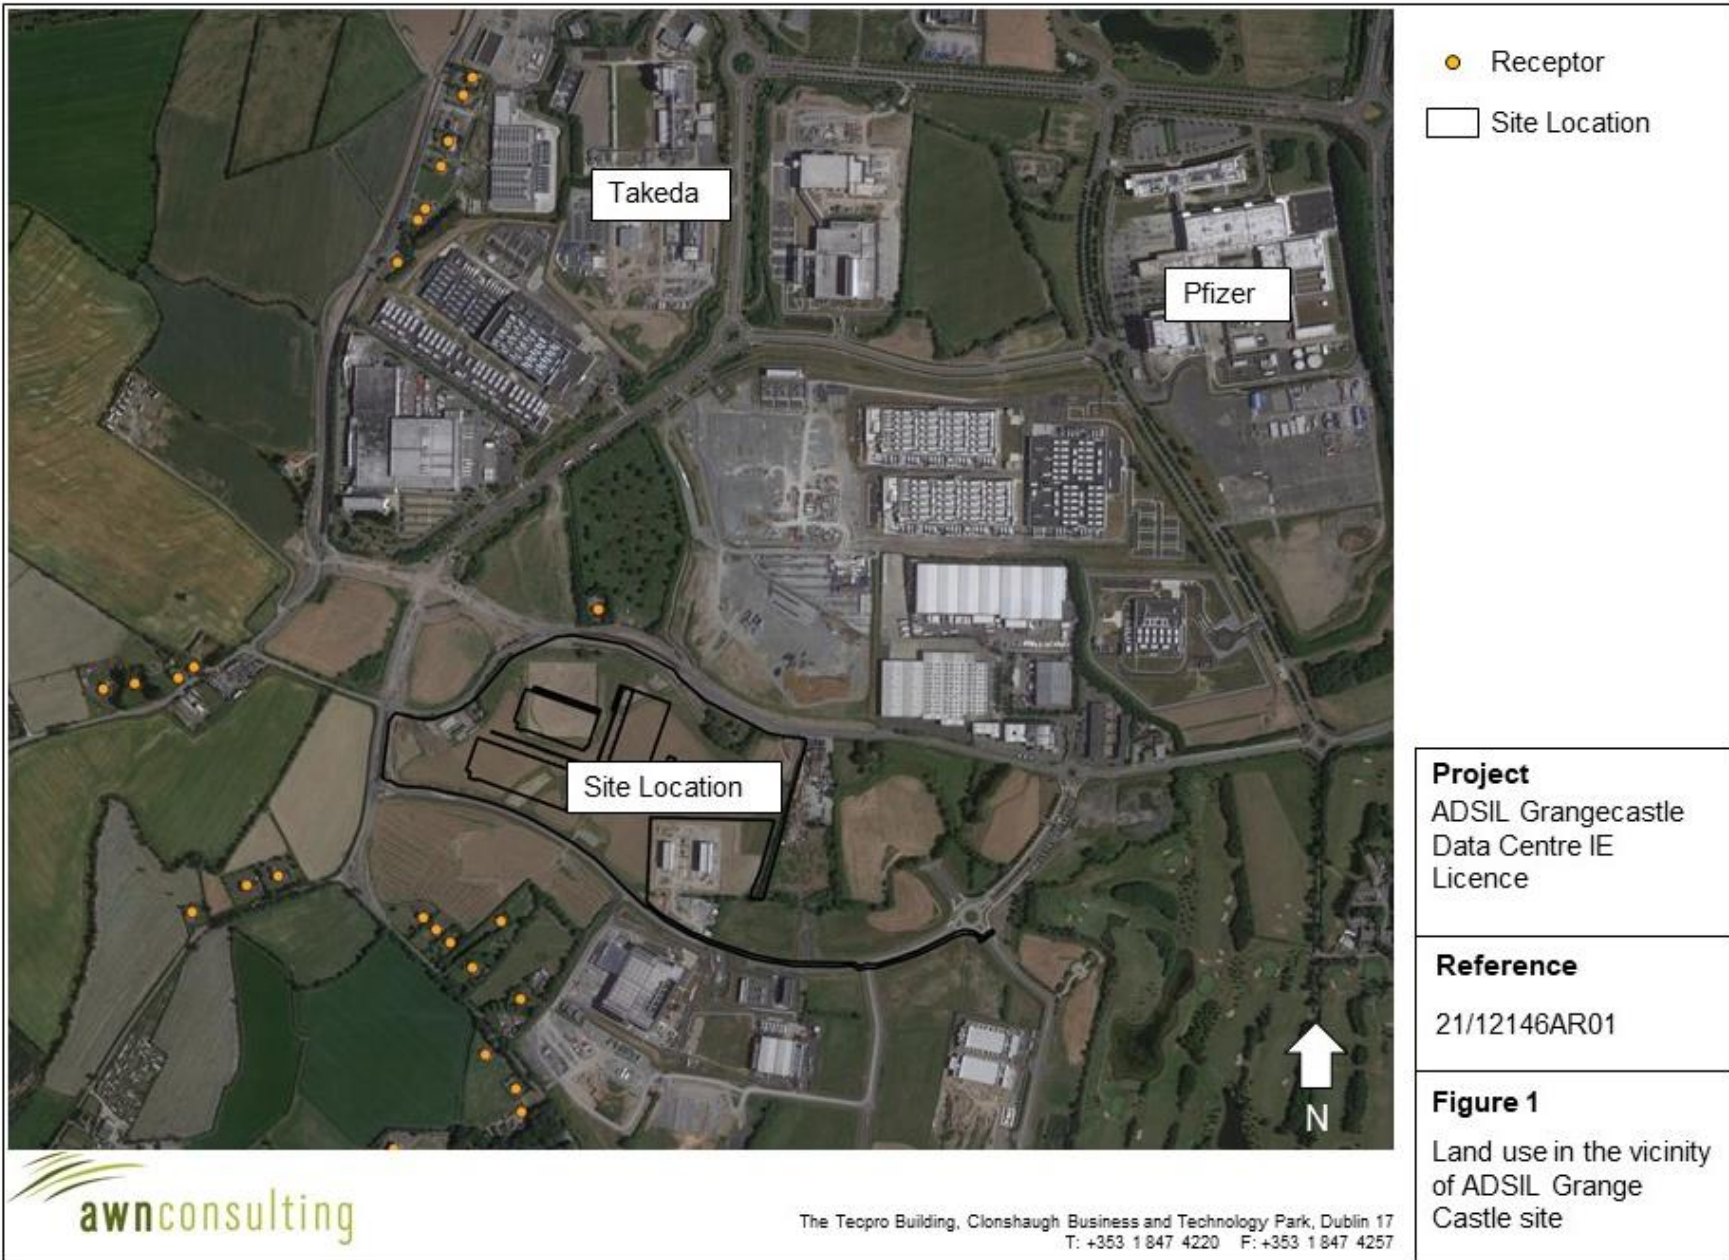 Receptor
Site Location
Takeda
Pfizer
Site Location
N
Project
ADSIL Grangecastle
Data Centre IE
Licence
Reference
21/12146AR01
Figure 1
Land use in the vicinity
of ADSIL Grange
Castle site
awnconsulting
The Tecpro Building, Clonshaugh Business and Technology Park, Dublin 17
T: +353 1 847 4220 F: +353 1 847 4257